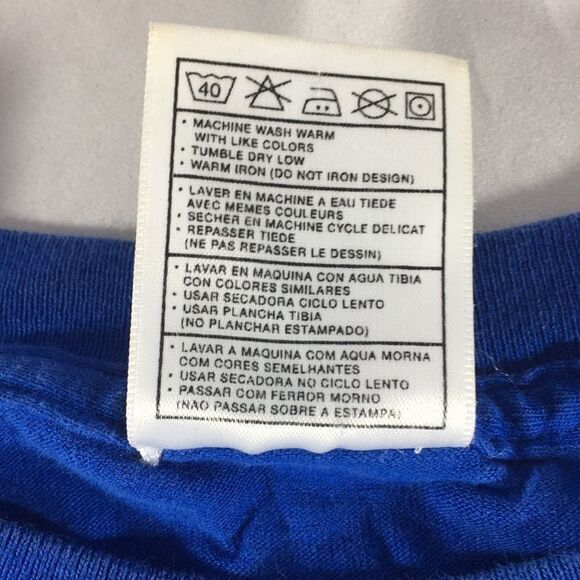 40
• MACHINE WASH WARM
WITH LIKE COLORS
• TUMBLE DRY LOW
• WARM IRON (DO NOT IRON DESIGN)
• LAVER EN MACHINE A EAU TIEDE
AVEC MEMES COULEURS
• SECHER EN MACHINE CYCLE DELICAT
• REPASSER TIEDE
(NE PAS REPASSER LE DESSIN)
• LAVAR EN MAQUINA CON AGUA TIBIA
CON COLORES SIMILARES
• USAR SECADORA CICLO LENTO
• USAR PLANCHA TIBIA
(NO PLANCHAR ESTAMPADO)
• LAVAR A MAQUINA COM AQUA MORNA
COM CORES SEMELHANTES
• USAR SECADORA NO CICLO LENTO
• PASSAR COM FERROR MORNO
(NAO PASSAR SOBRE A ESTAMPA)